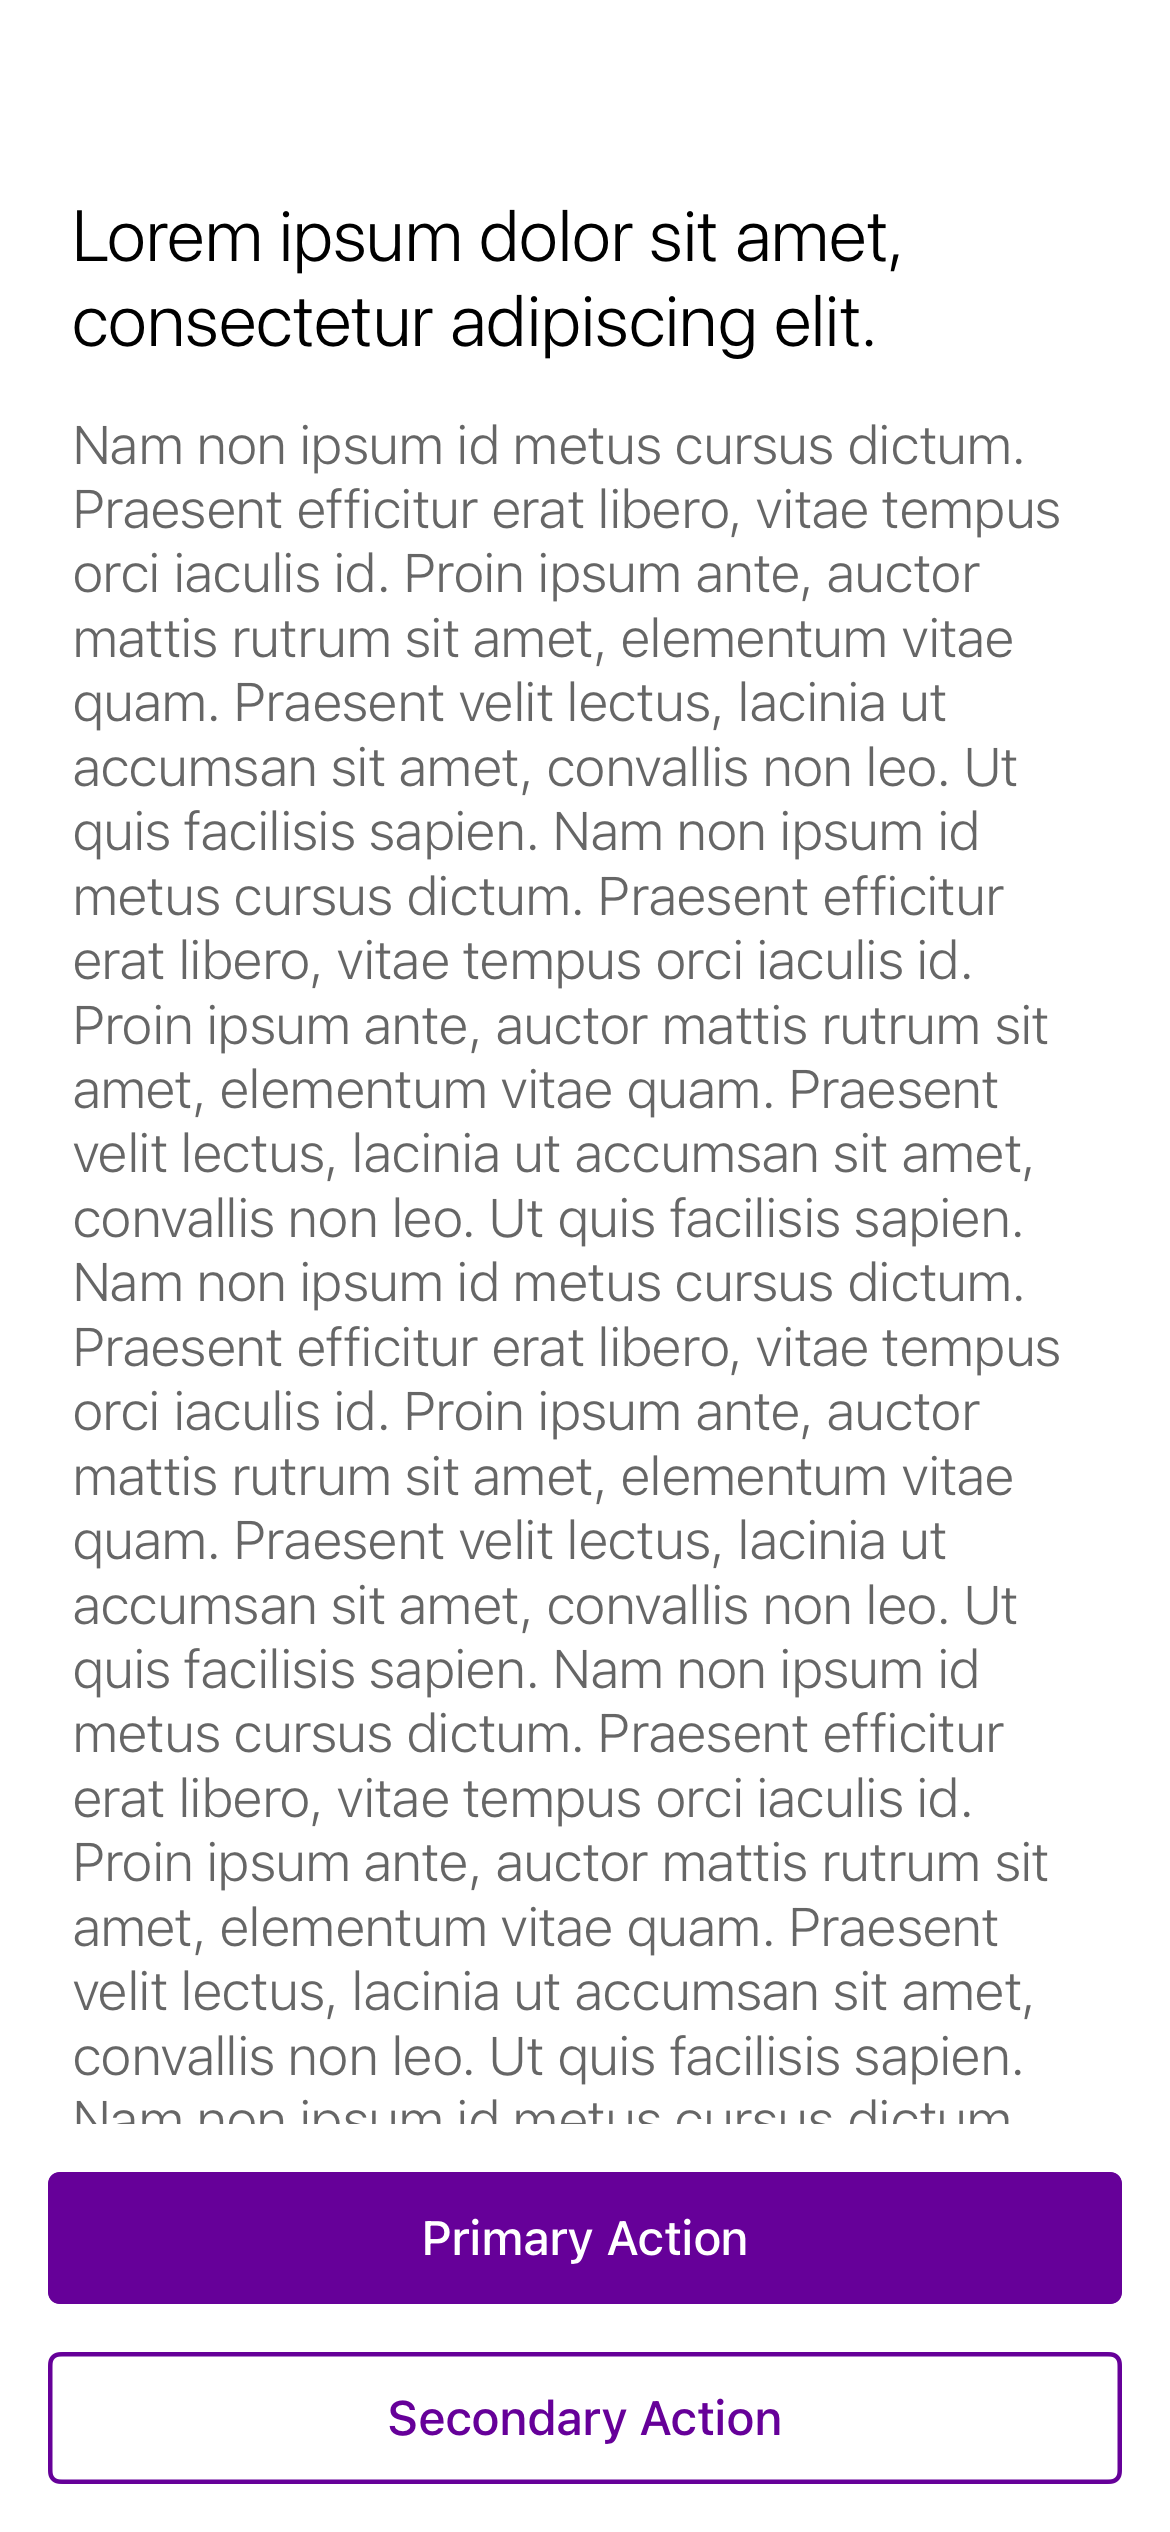 Lorem ipsum dolor sit amet,
consectetur adipiscing elit.
Nam non ipsum id metus cursus dictum.
Praesent efficitur erat libero, vitae tempus
orci iaculis id. Proin ipsum ante, auctor
mattis rutrum sit amet, elementum vitae
quam. Praesent velit lectus, lacinia ut
accumsan sit amet, convallis non leo. Ut
quis facilisis sapien. Nam non ipsum id
metus cursus dictum. Praesent efficitur
erat libero, vitae tempus orci iaculis id.
Proin ipsum ante, auctor mattis rutrum sit
amet, elementum vitae quam. Praesent
velit lectus, lacinia ut accumsan sit amet,
convallis non leo. Ut quis facilisis sapien.
Nam non ipsum id metus cursus dictum.
Praesent efficitur erat libero, vitae tempus
orci iaculis id. Proin ipsum ante, auctor
mattis rutrum sit amet, elementum vitae
quam. Praesent velit lectus, lacinia ut
accumsan sit amet, convallis non leo. Ut
quis facilisis sapien. Nam non ipsum id
metus cursus dictum. Praesent efficitur
erat libero, vitae tempus orci iaculis id.
Proin ipsum ante, auctor mattis rutrum sit
amet, elementum vitae quam. Praesent
velit lectus, lacinia ut accumsan sit amet,
convallis non leo. Ut quis facilisis sapien.
Nam non ipsum id metus cursus dictum
Primary Action
Secondary Action